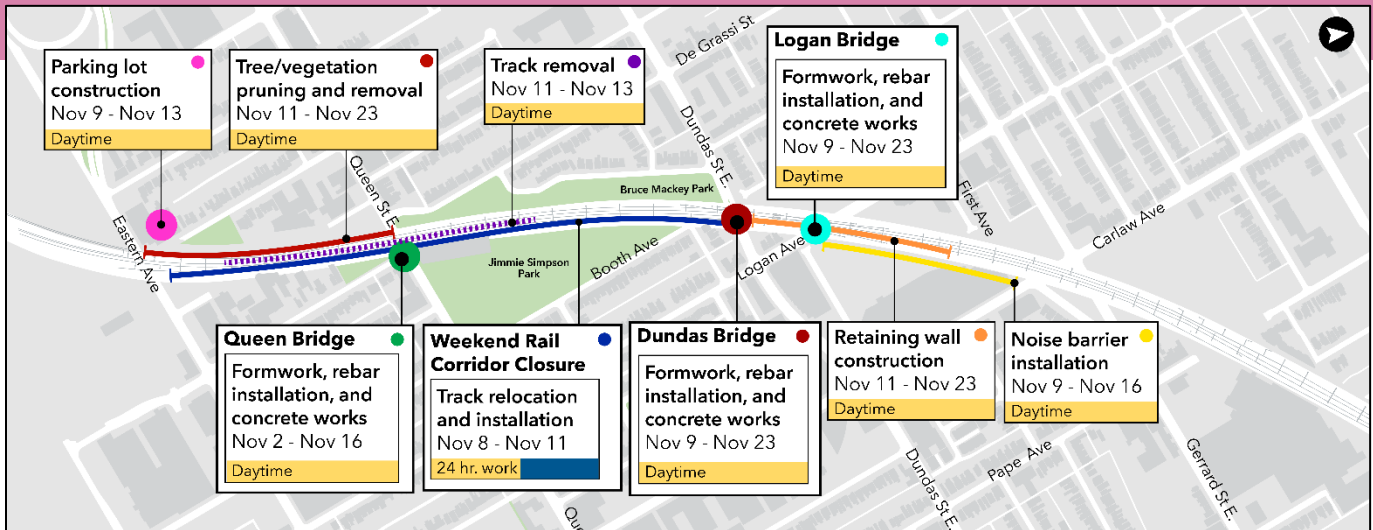 De Grassi St
Parking lot
construction
Nov 9 - Nov 13
Daytime
Tree/vegetation
pruning and removal
Nov 11 - Nov 23
Daytime
Track removal
Nov 11 - Nov 13
Daytime
Logan Bridge
Formwork, rebar
installation, and
concrete works
Nov 9 - Nov 23
Daytime
Dundas St E.
Queen St E
Bruce Mackey Park
First Ave
Carlaw Ave
Eastern Ave
Jimmie Simpson
Park
Booth Ave
Logan Ave
Queen Bridge
Formwork, rebar
installation, and
concrete works
Nov 2 - Nov 16
Daytime
Weekend Rail
Corridor Closure
Track relocation
and installation
Nov 8 - Nov 11
24 hr. work
Dundas Bridge
Formwork, rebar
installation, and
concrete works
Nov 9 - Nov 23
Daytime
Retaining wall
construction
Nov 11 - Nov 23
Daytime
Noise barrier
installation
Nov 9 - Nov 16
Daytime
Dundas St E.
Pape Ave
Gerrard St E.